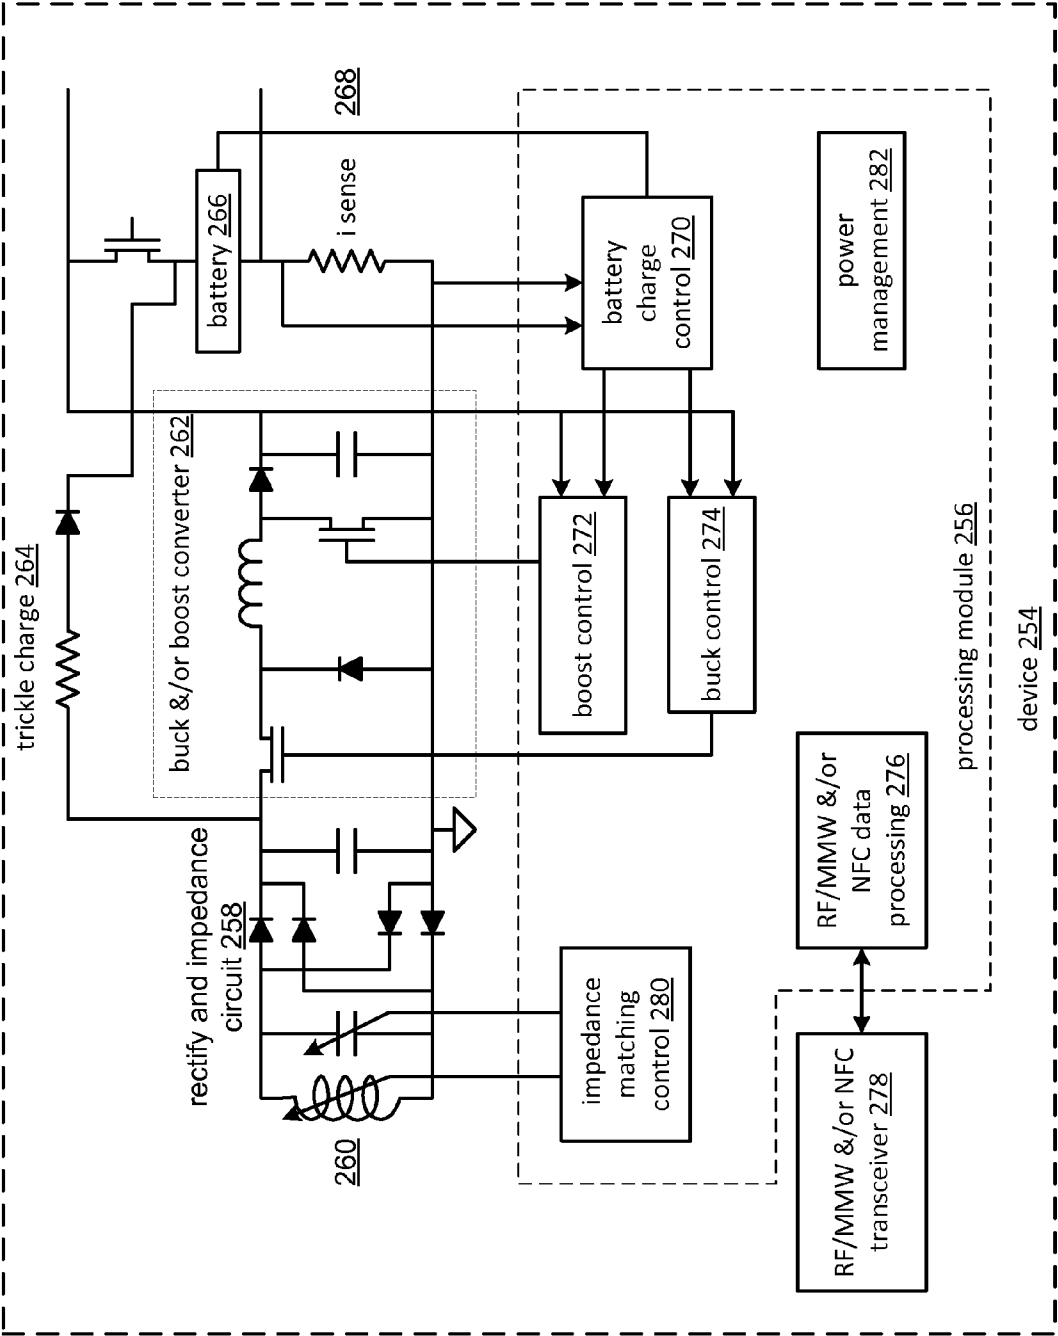 trickle charge 264
buck &/or boost converter 262
rectify and impedance
circuit 258
260
battery 266
i sense
268
impedance
matching
control 280
boost control 272
buck control 274
battery
charge
control 270
RF/MMW &/or NFC
transceiver 278
RF/MMW &/or
NFC data
processing 276
power
management 282
processing module 256
device 254